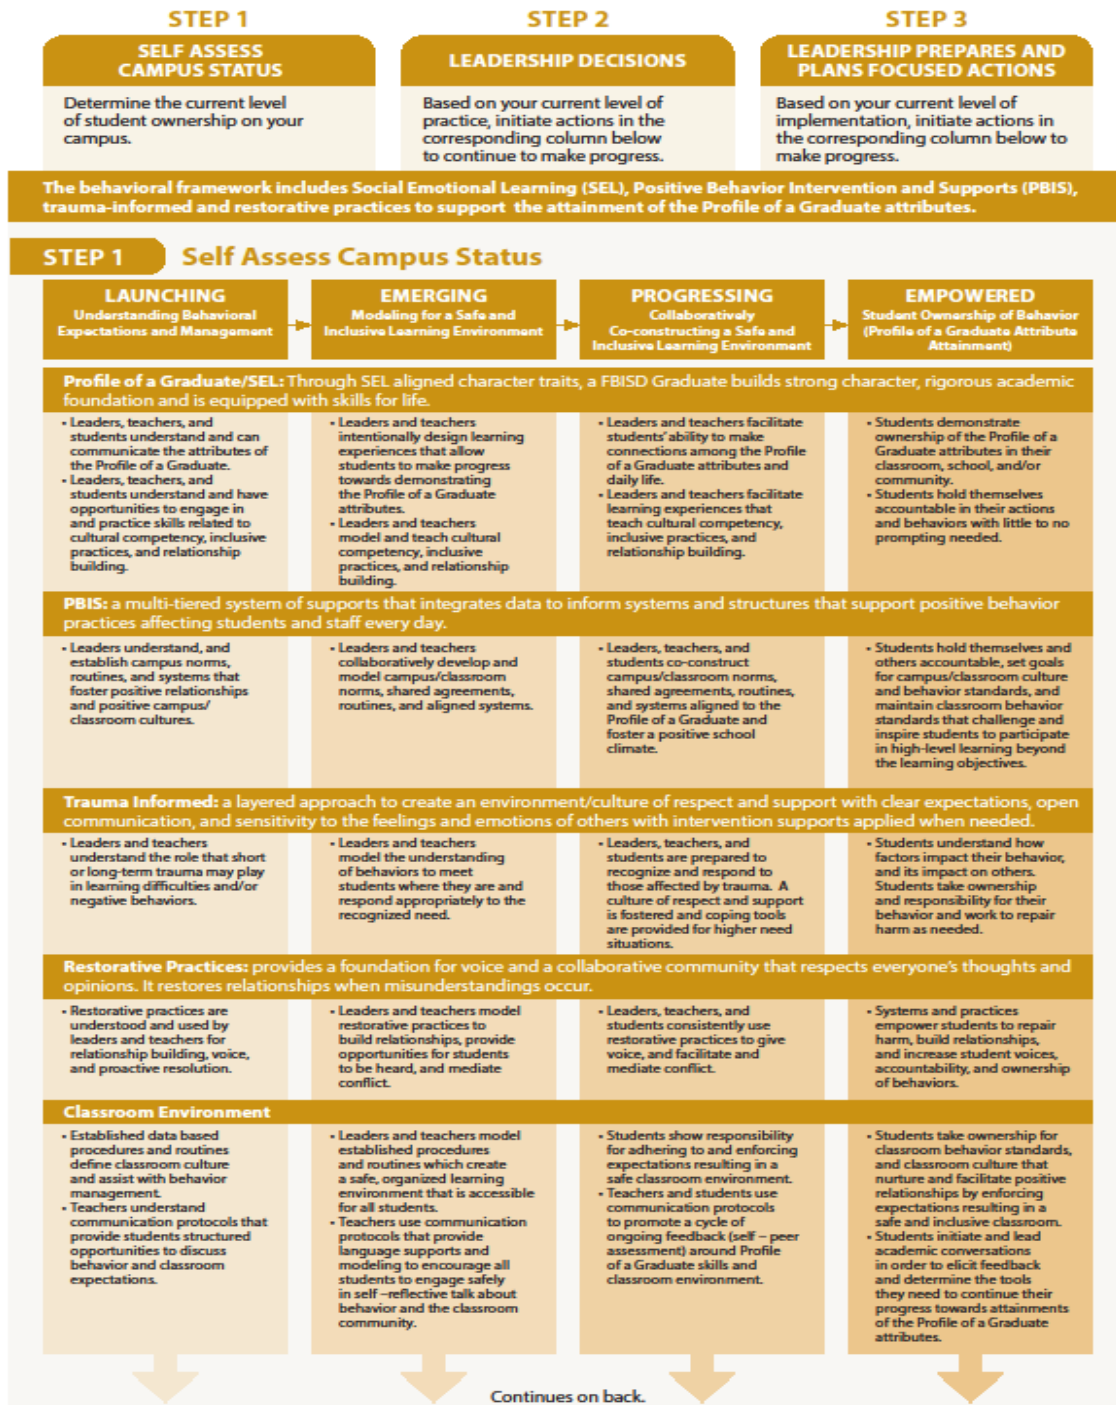 STEP 1
SELF ASSESS
CAMPUS STATUS
Determine the current level
of student ownership on your
campus.
STEP 2
LEADERSHIP DECISIONS
Based on your current level of
practice, initiate actions in the
corresponding column below
to continue to make progress.
STEP 3
LEADERSHIP PREPARES AND
PLANS FOCUSED ACTIONS
Based on your current level of
implementation, initiate actions in
the corresponding column below to
make progress.
The behavioral framework includes Social Emotional Learning (SEL), Positive Behavior Intervention and Supports (PBIS),
trauma-informed and restorative practices to support the attainment of the Profile of a Graduate attributes.
STEP 1 Self Assess Campus Status
LAUNCHING
Understanding Behavioral
Expectations and Management
EMERGING
Modeling for a Safe and
Inclusive Learning Environment
PROGRESSING
Collaboratively
Co-constructing a Safe and
Inclusive Learning Environment
EMPOWERED
Student Ownership of Behavior
(Profile of a Graduate Attribute
Attainment)
Profile of a Graduate/SEL: Through SEL aligned character traits, a FBISD Graduate builds strong character, rigorous academic
foundation and is equipped with skills for life.
• Leaders, teachers, and
students understand and can
communicate the attributes of
the Profile of a Graduate.
• Leaders, teachers, and
students understand and have
opportunities to engage in
and practice skills related to
cultural competency, inclusive
practices, and relationship
building.
• Leaders and teachers
intentionally design learning
experiences that allow
students to make progress
towards demonstrating
the Profile of a Graduate
attributes.
• Leaders and teachers
model and teach cultural
competency, inclusive
practices, and relationship
building.
• Leaders and teachers facilitate
students' ability to make
connections among the Profile
of a Graduate attributes and
daily life.
• Leaders and teachers facilitate
learning experiences that
teach cultural competency,
inclusive practices, and
relationship building.
• Students demonstrate
ownership of the Profile of a
Graduate attributes in their
classroom, school, and/or
community.
• Students hold themselves
accountable in their actions
and behaviors with little to no
prompting needed.
PBIS: a multi-tiered system of supports that integrates data to inform systems and structures that support positive behavior
practices affecting students and staff every day.
• Leaders understand, and
establish campus norms,
routines, and systems that
foster positive relationships
and positive campus/
classroom cultures.
• Leaders and teachers
collaboratively develop and
model campus/classroom
norms, shared agreements,
routines, and aligned systems.
• Leaders, teachers, and
students co-construct
campus/classroom norms,
shared agreements, routines,
and systems aligned to the
Profile of a Graduate and
foster a positive school
climate.
• Students hold themselves and
others accountable, set goals
for campus/classroom culture
and behavior standards, and
maintain classroom behavior
standards that challenge and
inspire students to participate
in high-level learning beyond
the learning objectives.
Trauma Informed: a layered approach to create an environment/culture of respect and support with clear expectations, open
communication, and sensitivity to the feelings and emotions of others with intervention supports applied when needed.
• Leaders and teachers
understand the role that short
or long-term trauma may play
in learning difficulties and/or
negative behaviors.
• Leaders and teachers
model the understanding
of behaviors to meet
students where they are and
respond appropriately to the
recognized need.
• Leaders, teachers, and
students are prepared to
recognize and respond to
those affected by trauma. A
culture of respect and support
is fostered and coping tools
are provided for higher need
situations.
• Students understand how
factors impact their behavior,
and its impact on others.
Students take ownership
and responsibility for their
behavior and work to repair
harm as needed.
Restorative Practices: provides a foundation for voice and a collaborative community that respects everyone's thoughts and
opinions. It restores relationships when misunderstandings occur.
• Restorative practices are
understood and used by
leaders and teachers for
relationship building, voice,
and proactive resolution.
• Leaders and teachers model
restorative practices to
build relationships, provide
opportunities for students
to be heard, and mediate
conflict.
• Leaders, teachers, and
students consistently use
restorative practices to give
voice, and facilitate and
mediate conflict.
• Systems and practices
empower students to repair
harm, build relationships,
and increase student voices,
accountability, and ownership
of behaviors.
Classroom Environment
• Established data based
procedures and routines
define classroom culture
and assist with behavior
management.
• Teachers understand
communication protocols that
provide students structured
opportunities to discuss
behavior and classroom
expectations.
• Leaders and teachers model
established procedures
and routines which create
a safe, organized learning
environment that is accessible
for all students.
• Teachers use communication
protocols that provide
language supports and
modeling to encourage all
students to engage safely
in self –reflective talk about
behavior and the classroom
community.
• Students show responsibility
for adhering to and enforcing
expectations resulting in a
safe classroom environment.
• Teachers and students use
communication protocols
to promote a cycle of
ongoing feedback (self – peer
assessment) around Profile
of a Graduate skills and
classroom environment.
• Students take ownership for
classroom behavior standards,
and classroom culture that
nurture and facilitate positive
relationships by enforcing
expectations resulting in a
safe and inclusive classroom.
• Students initiate and lead
academic conversations
in order to elicit feedback
and determine the tools
they need to continue their
progress towards attainments
of the Profile of a Graduate
attributes.
Continues on back.